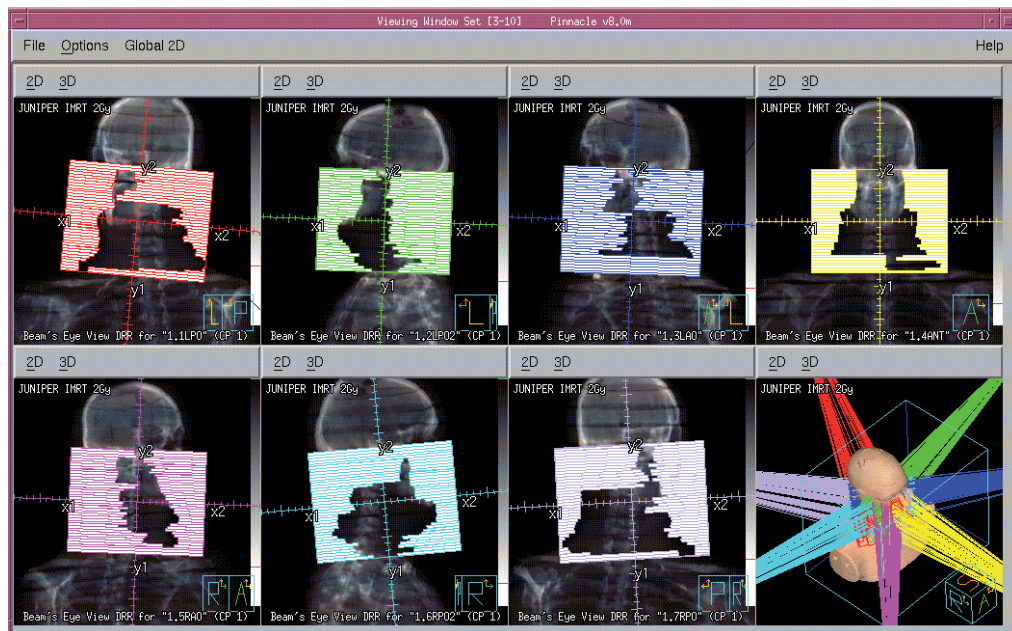 Viewing Window Set [3-10] Pinnacle v8.0m
File Options Global 2D Help
2D 3D 2D 3D 2D 3D 2D 3D
JUNIPER IMRT 2Gy JUNIPER IMRT 2Gy JUNIPER IMRT 2Gy JUNIPER IMRT 2Gy
y2 y2 y2 y2
x1 x2 x1 x2 x1 x2 x1 x2
y1 y1 y1 y1
L P L A L A
Beam's Eye View DRR for "1.1LPO" (CP 1) Beam's Eye View DRR for "1.2LPO2" (CP 1) Beam's Eye View DRR for "1.3LAO" (CP 1) Beam's Eye View DRR for "1.4ANT" (CP 1)
2D 3D 2D 3D 2D 3D 2D 3D
JUNIPER IMRT 2Gy JUNIPER IMRT 2Gy JUNIPER IMRT 2Gy JUNIPER IMRT 2Gy
y2 y2 y2
x1 x2 x1 x2 x1 x2
y1 y1 y1
R A R P R S R A
Beam's Eye View DRR for "1.5RAO" (CP 1) Beam's Eye View DRR for "1.6RPO2" (CP 1) Beam's Eye View DRR for "1.7RPO" (CP 1)